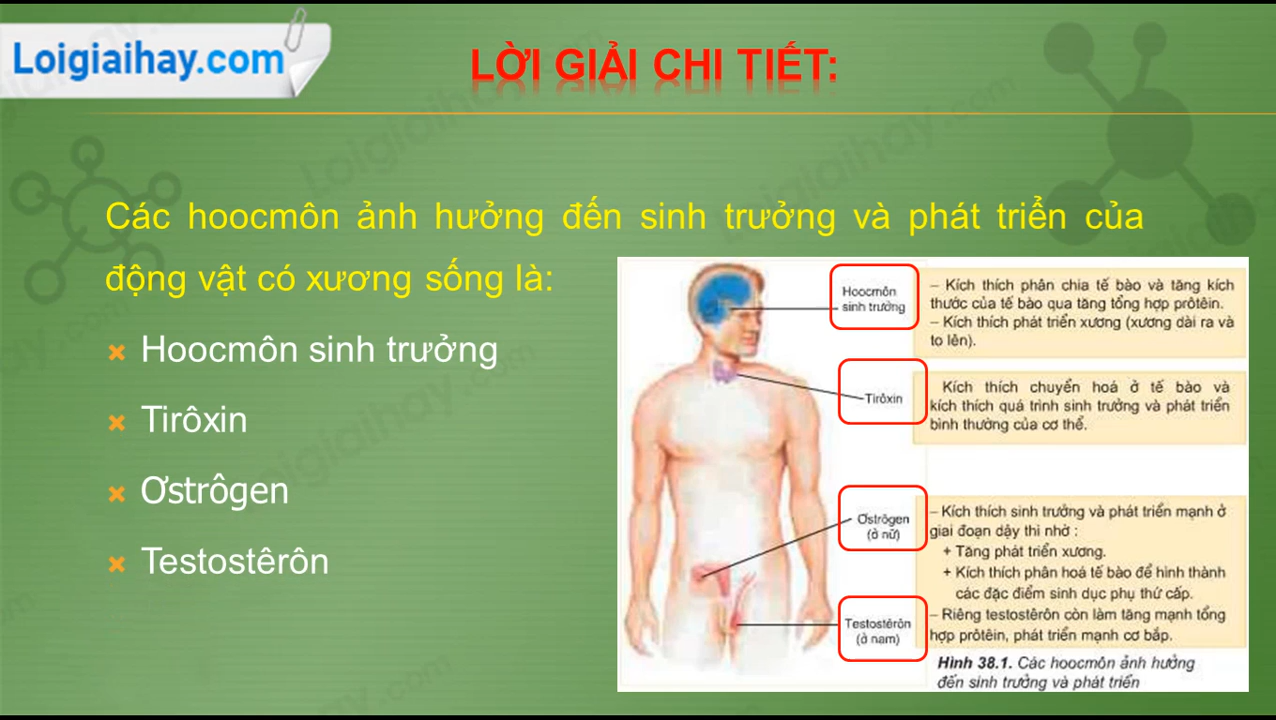 Loigiaihay.com
LỜI GIẢI CHI TIẾT:
Các hoocmôn ảnh hưởng đến sinh trưởng và phát triển của
động vật có xương sống là:
Hoocmôn sinh trưởng
Tirôxin
Ơstrôgen
Testostêrôn
Hoocmôn
sinh trưởng
– Kích thích phân chia tế bào và tăng kích
thước của tế bào qua tăng tổng hợp prôtêin.
– Kích thích phát triển xương (xương dài ra và
to lên).
Tirôxin
Kích thích chuyển hoá ở tế bào và
kích thích quá trình sinh trưởng và phát triển
bình thường của cơ thể.
Ơstrôgen
(ở nữ)
– Kích thích sinh trưởng và phát triển mạnh ở
giai đoạn dậy thì nhờ :
+ Tăng phát triển xương.
+ Kích thích phân hoá tế bào để hình thành
các đặc điểm sinh dục phụ thứ cấp.
– Riêng testostêrôn còn làm tăng mạnh tổng
hợp prôtêin, phát triển mạnh cơ bắp.
Testostêrôn
(ở nam)
Hình 38.1. Các hoocmôn ảnh hưởng
đến sinh trưởng và phát triển